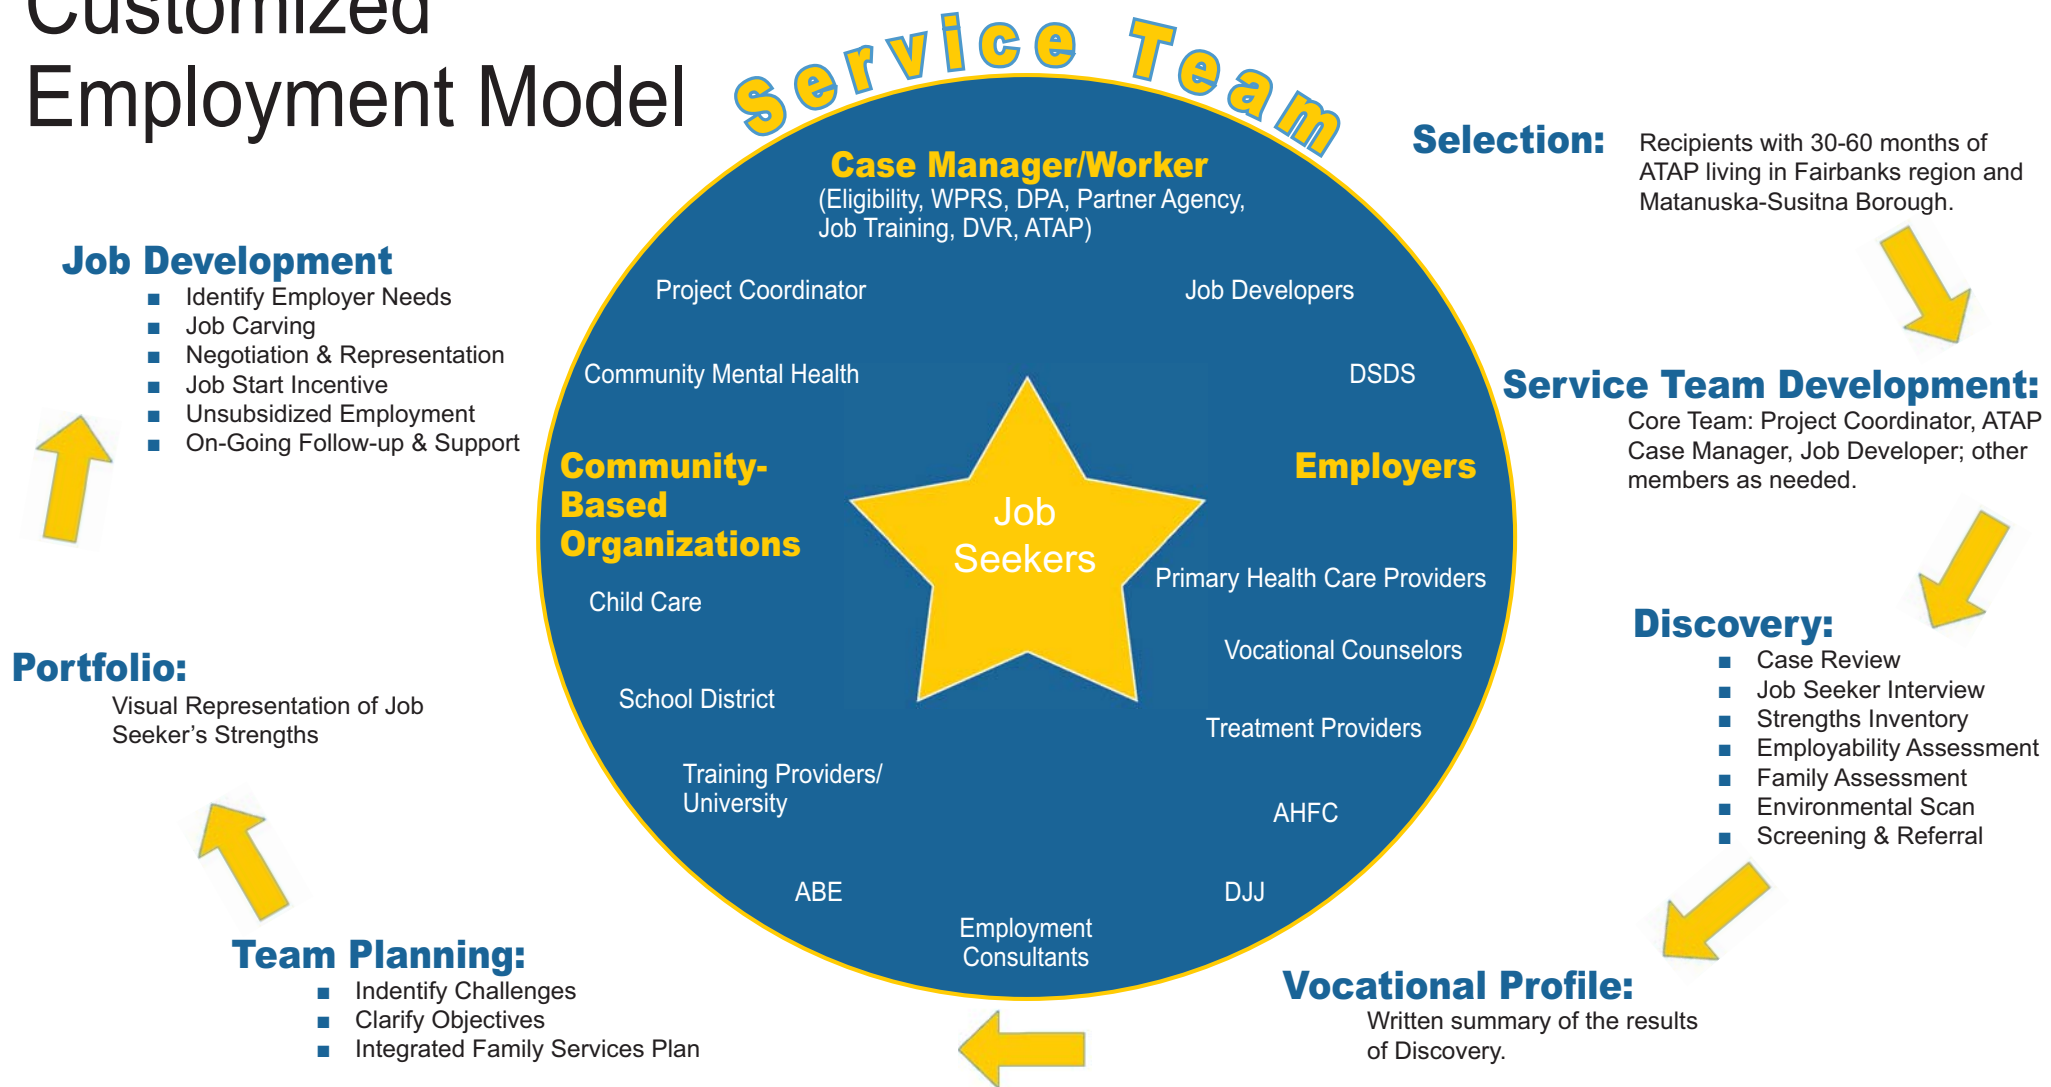 Customized
Employment Model
Service Team
Case Manager/Worker
(Eligibility, WPRS, DPA, Partner Agency,
Job Training, DVR, ATAP)
Project Coordinator
Job Developers
Community Mental Health
DSDS
Community-
Based
Organizations
Employers
Job
Seekers
Primary Health Care Providers
Child Care
Vocational Counselors
School District
Treatment Providers
Training Providers/
University
AHFC
ABE
DJJ
Employment
Consultants
Selection:
Recipients with 30-60 months of
ATAP living in Fairbanks region and
Matanuska-Susitna Borough.
Service Team Development:
Core Team: Project Coordinator, ATAP
Case Manager, Job Developer; other
members as needed.
Discovery:
■ Case Review
■ Job Seeker Interview
■ Strengths Inventory
■ Employability Assessment
■ Family Assessment
■ Environmental Scan
■ Screening & Referral
Vocational Profile:
Written summary of the results
of Discovery.
Team Planning:
■ Indentify Challenges
■ Clarify Objectives
■ Integrated Family Services Plan
Portfolio:
Visual Representation of Job
Seeker’s Strengths
Job Development
■ Identify Employer Needs
■ Job Carving
■ Negotiation & Representation
■ Job Start Incentive
■ Unsubsidized Employment
■ On-Going Follow-up & Support